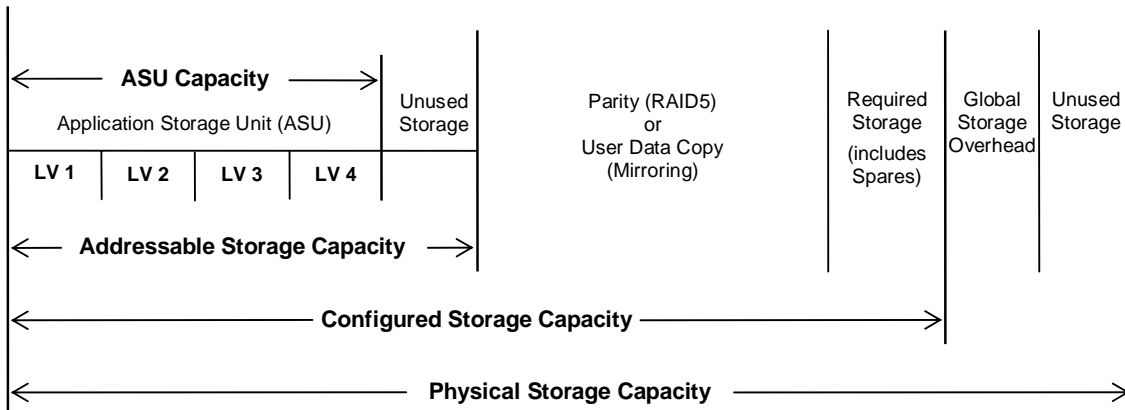 ASU Capacity
Application Storage Unit (ASU)
LV 1
LV 2
LV 3
LV 4
Unused
Storage
Addressable Storage Capacity
Parity (RAID5)
or
User Data Copy
(Mirroring)
Required
Storage
(includes
Spares)
Global
Storage
Overhead
Unused
Storage
Configured Storage Capacity
Physical Storage Capacity